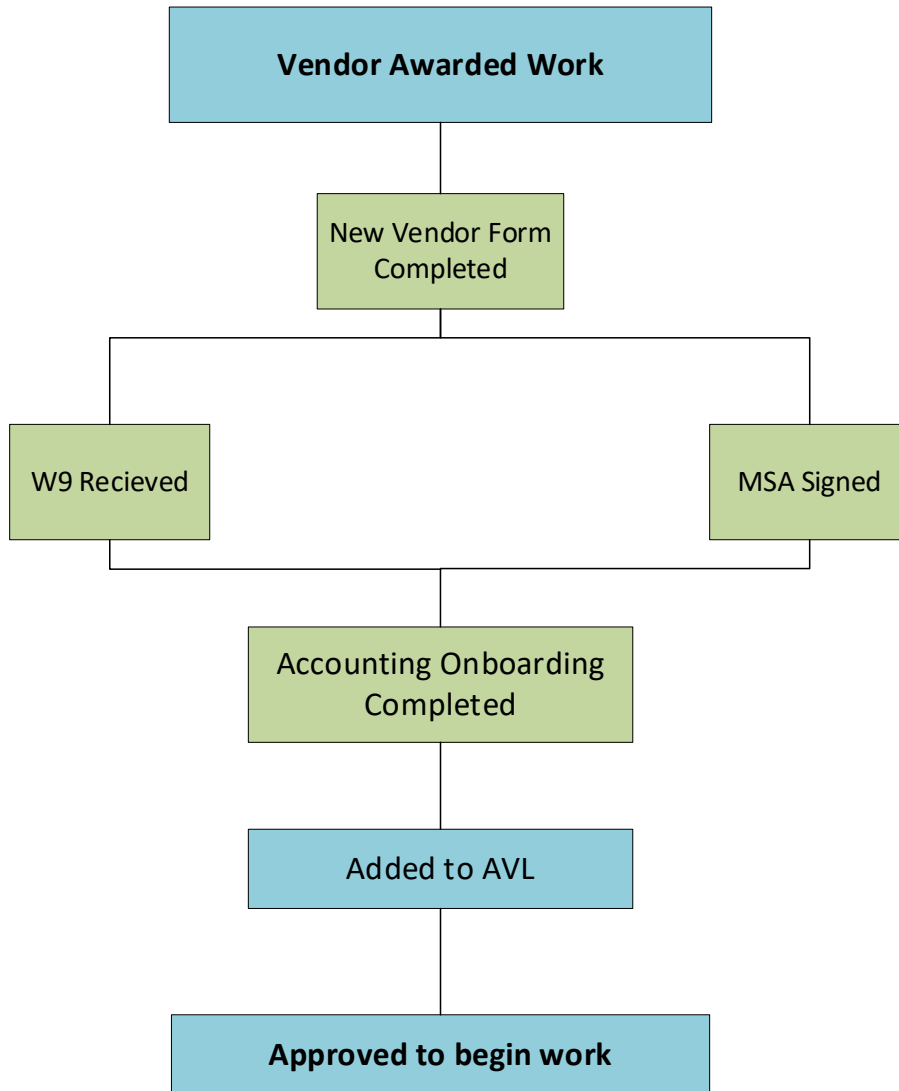 Vendor Awarded Work
New Vendor Form
Completed
W9 Recieved
MSA Signed
Accounting Onboarding
Completed
Added to AVL
Approved to begin work